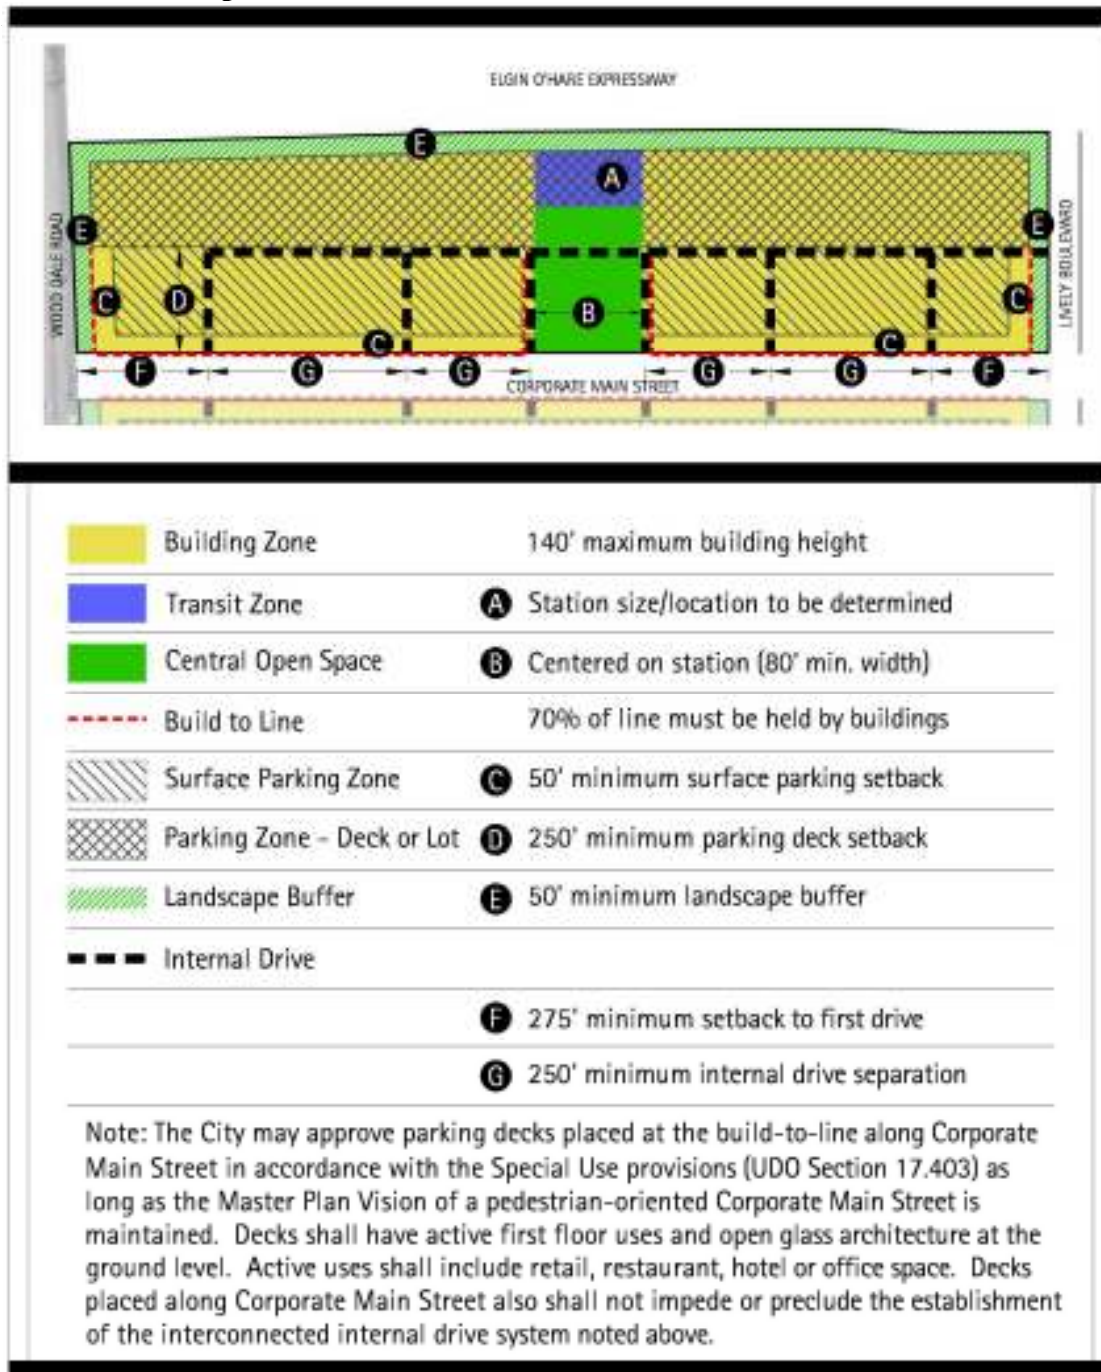 ELGIN O'HARE EXPRESSWAY
E
A
WOOD DALE ROAD
E
E
LIVELY BOULEVARD
C
D
B
C
C
C
F
G
G
G
G
F
CORPORATE MAIN STREET
Building Zone 140' maximum building height
Transit Zone A Station size/location to be determined
Central Open Space B Centered on station (80' min. width)
Build to Line 70% of line must be held by buildings
Surface Parking Zone C 50' minimum surface parking setback
Parking Zone - Deck or Lot D 250' minimum parking deck setback
Landscape Buffer E 50' minimum landscape buffer
Internal Drive
F 275' minimum setback to first drive
G 250' minimum internal drive separation
Note: The City may approve parking decks placed at the build-to-line along Corporate
Main Street in accordance with the Special Use provisions (UDO Section 17.403) as
long as the Master Plan Vision of a pedestrian-oriented Corporate Main Street is
maintained. Decks shall have active first floor uses and open glass architecture at the
ground level. Active uses shall include retail, restaurant, hotel or office space. Decks
placed along Corporate Main Street also shall not impede or preclude the establishment
of the interconnected internal drive system noted above.